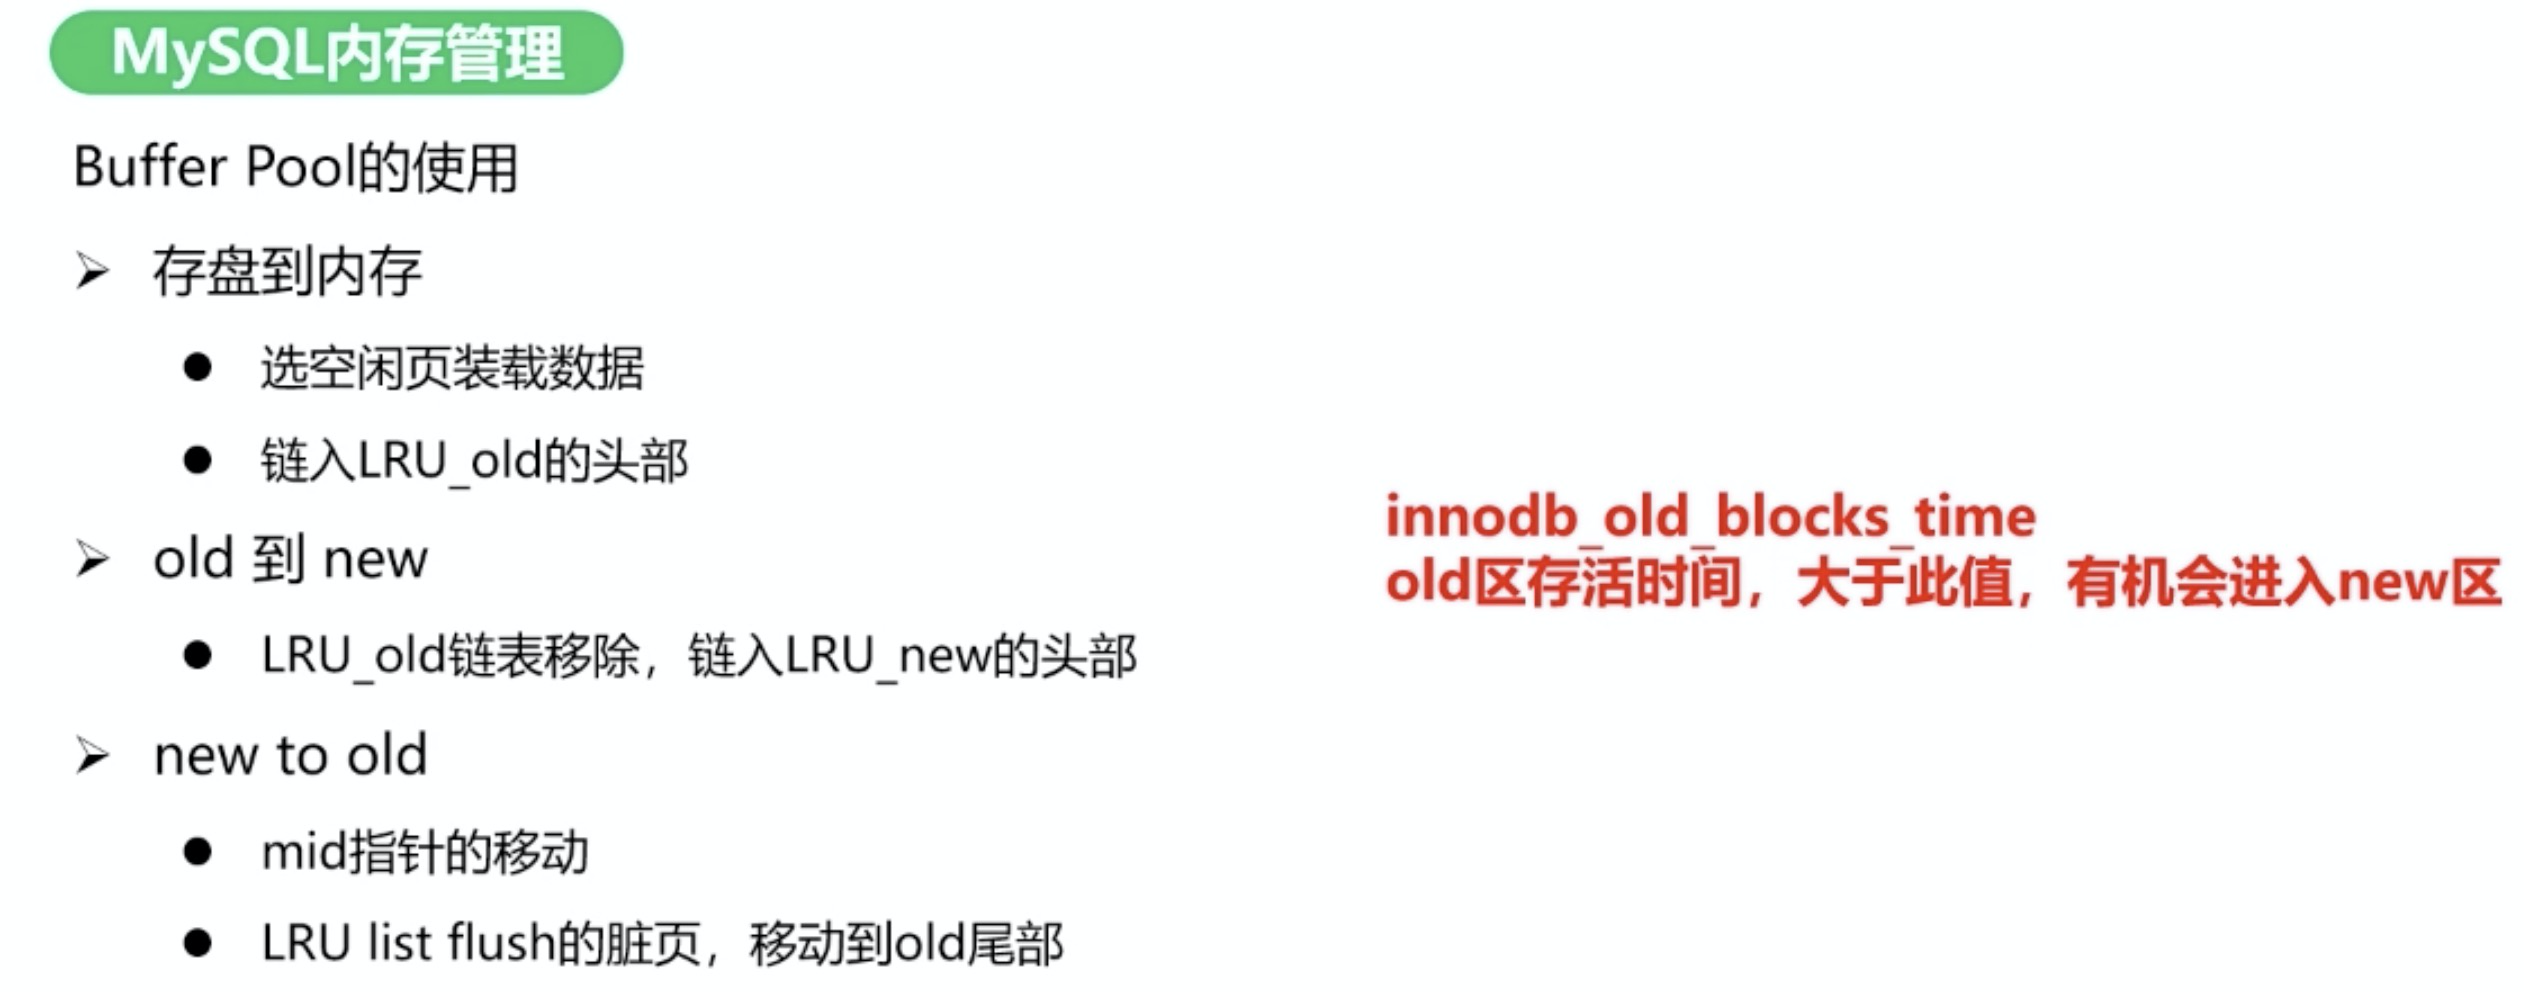 MySQL内存管理
Buffer Pool的使用
存盘到内存
选空闲页装载数据
链入LRU_old的头部
old 到 new
innodb_old_blocks_time
old区存活时间，大于此值，有机会进入new区
LRU_old链表移除，链入LRU_new的头部
new to old
mid指针的移动
LRU list flush的脏页，移动到old尾部